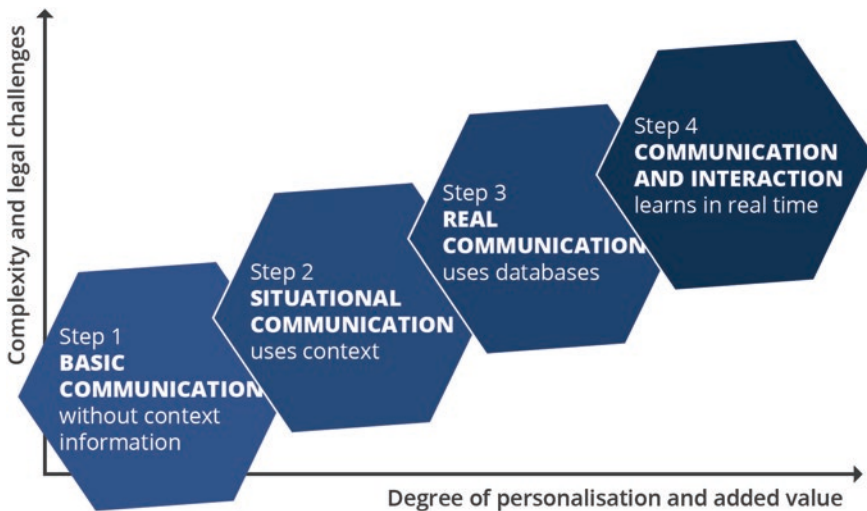 Complexity and legal challenges
Step 1
BASIC
COMMUNICATION
without context
information
Step 2
SITUATIONAL
COMMUNICATION
uses context
Step 3
REAL
COMMUNICATION
uses databases
Step 4
COMMUNICATION
AND INTERACTION
learns in real time
Degree of personalisation and added value